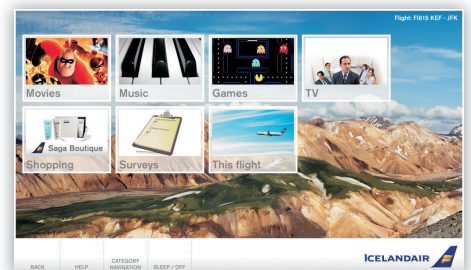 Flight: FI615 KEF - JFK
Movies
Music
Games
TV
Saga Boutique
Shopping
Surveys
This flight
BACK
HELP
CATEGORY
NAVIGATION
SLEEP / OFF
ICELANDAIR